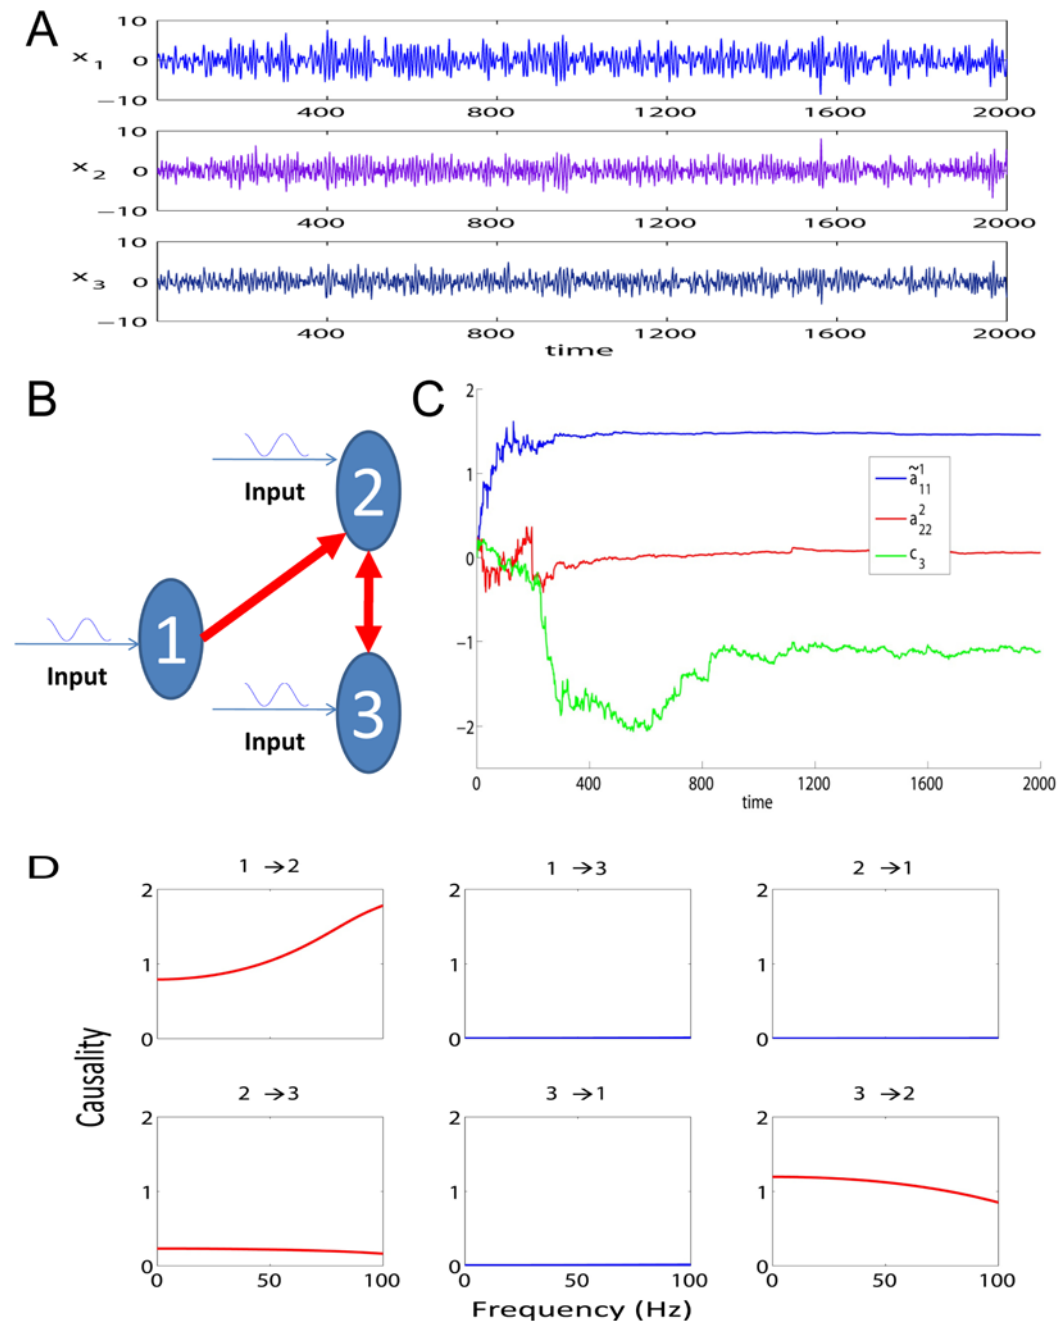 A
10
x1 0
−10
400 800 1200 1600 2000
10
x2 0
−10
400 800 1200 1600 2000
10
x3 0
−10
400 800 1200 1600 2000
time
B
Input
2
Input
1
Input
3
C
2
1
0
−1
−2
0 400 800 1200 1600 2000
time
ã¹₁₁
a²₂₂
c₃
D
Causality
1 →2 1 →3 2 →1
2 2 2
1 1 1
0 0 0
2 →3 3 →1 3 →2
2 2 2
1 1 1
0 0 0
0 50 100 0 50 100 0 50 100
Frequency (Hz)